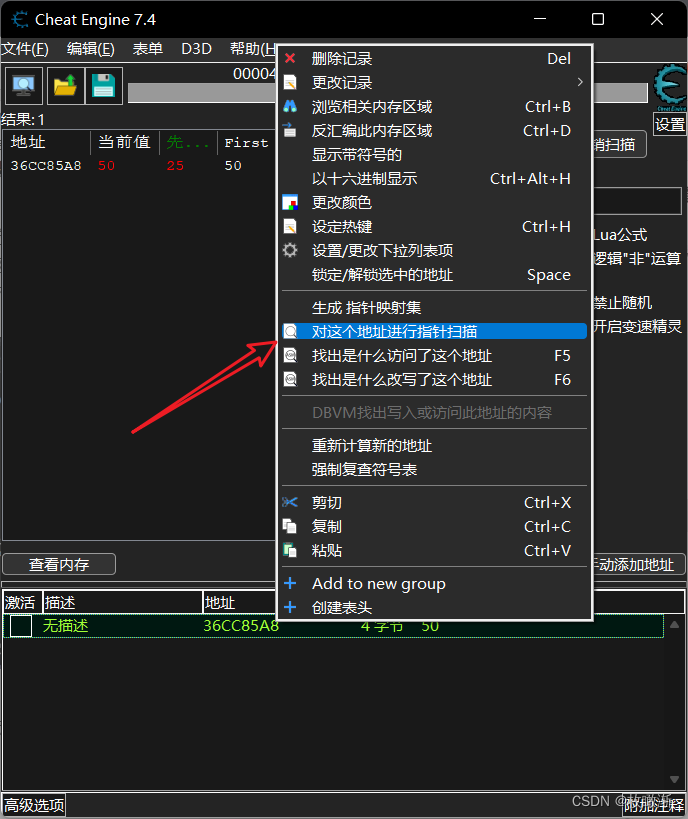 Cheat Engine 7.4
文件(F) 编辑(E) 表单 D3D 帮助(H
00004
结果: 1
设置
地址 当前值 先... First
36CC85A8 50 25 50
消扫描
Lua公式
逻辑"非"运算
禁止随机
开启变速精灵
删除记录 Del
更改记录
浏览相关内存区域 Ctrl+B
反汇编此内存区域 Ctrl+D
显示带符号的
以十六进制显示 Ctrl+Alt+H
更改颜色
设定热键 Ctrl+H
设置/更改下拉列表项
锁定/解锁选中的地址 Space
生成 指针映射集
对这个地址进行指针扫描
找出是什么访问了这个地址 F5
找出是什么改写了这个地址 F6
DBVM找出写入或访问此地址的内容
重新计算新的地址
强制复查符号表
剪切 Ctrl+X
复制 Ctrl+C
粘贴 Ctrl+V
Add to new group
创建表头
查看内存
手动添加地址
激活 描述 地址
无描述 36CC85A8 4 字节 50
高级选项
附加注释
CSDN